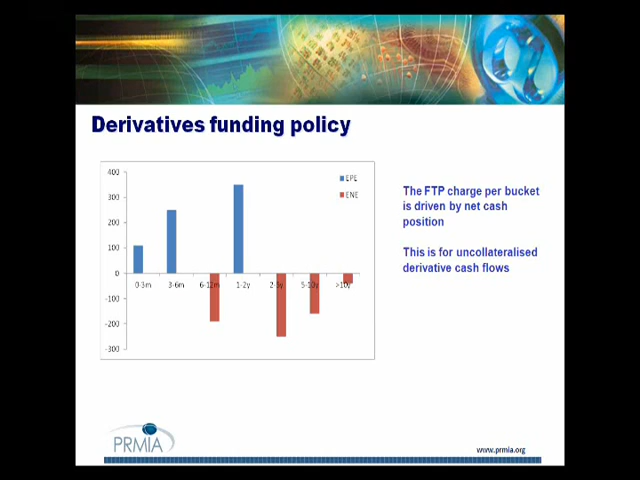 Derivatives funding policy
400
300
200
100
0
-100
-200
-300
0-3m
3-6m
6-12m
1-2y
2-5y
5-10y
>10y
EPE
ENE
The FTP charge per bucket
is driven by net cash
position
This is for uncollateralised
derivative cash flows
PRMIA
www.prmia.org